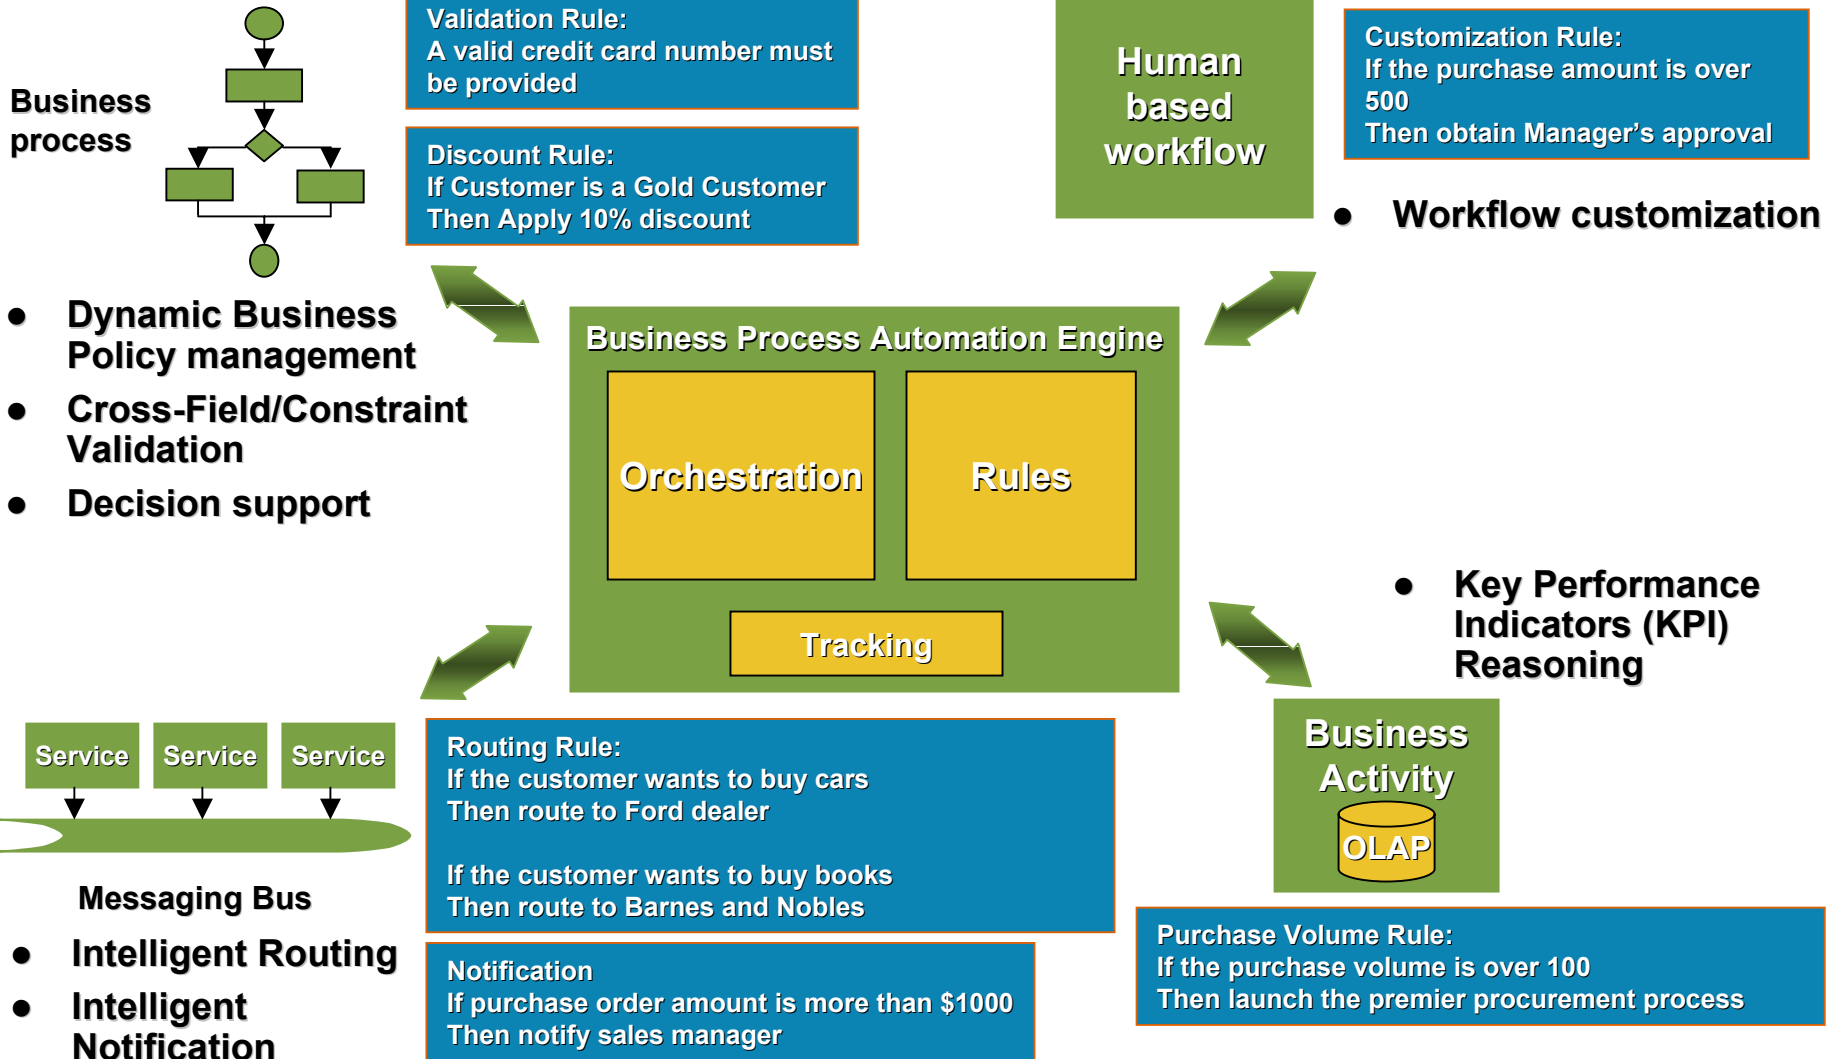 Business
process
Validation Rule:
A valid credit card number must
be provided
Discount Rule:
If Customer is a Gold Customer
Then Apply 10% discount
Human
based
workflow
Customization Rule:
If the purchase amount is over
500
Then obtain Manager's approval
● Workflow customization
● Dynamic Business
Policy management
● Cross-Field/Constraint
Validation
● Decision support
Business Process Automation Engine
Orchestration
Rules
Tracking
● Key Performance
Indicators (KPI)
Reasoning
Service
Service
Service
Messaging Bus
● Intelligent Routing
● Intelligent
Notification
Routing Rule:
If the customer wants to buy cars
Then route to Ford dealer
If the customer wants to buy books
Then route to Barnes and Nobles
Notification
If purchase order amount is more than $1000
Then notify sales manager
Business
Activity
OLAP
Purchase Volume Rule:
If the purchase volume is over 100
Then launch the premier procurement process